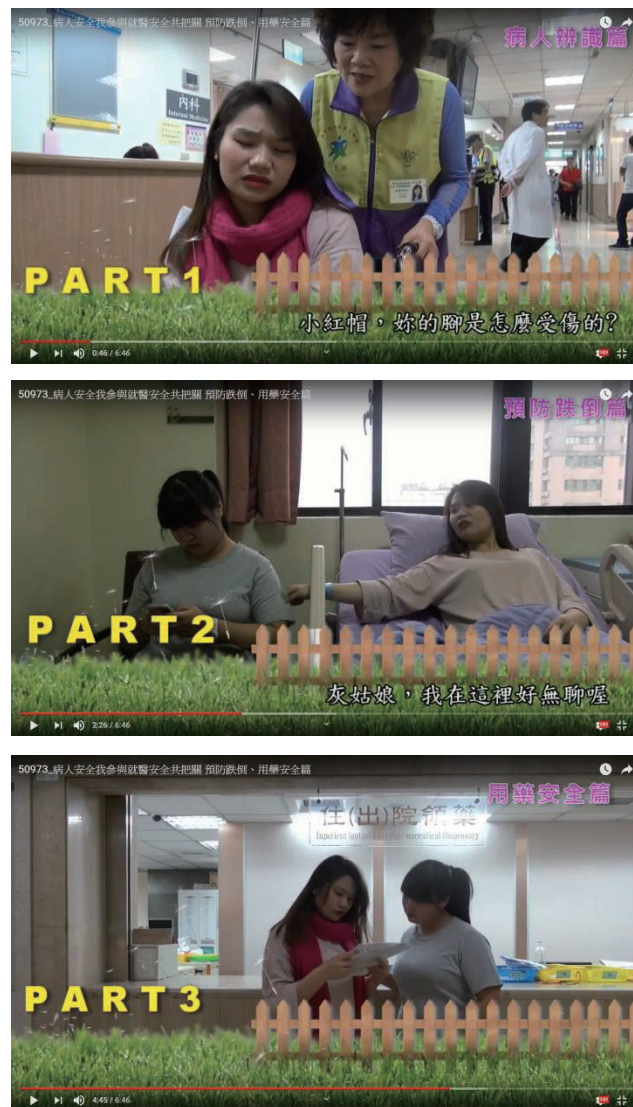 50973_病人安全我參與就醫安全共把關 預防跌倒、用藥安全篇
病人辨識篇
內科
Internal Medicine
PART1
小紅帽，妳的腳是怎麼受傷的？
0:46 / 6:46
HD
50973_病人安全我參與就醫安全共把關 預防跌倒、用藥安全篇
預防跌倒篇
PART2
灰姑娘，我在這裡好無聊喔
2:26 / 6:46
HD
50973_病人安全我參與就醫安全共把關 預防跌倒、用藥安全篇
用藥安全篇
住(出)院領藥
PART3
4:45 / 6:46
HD